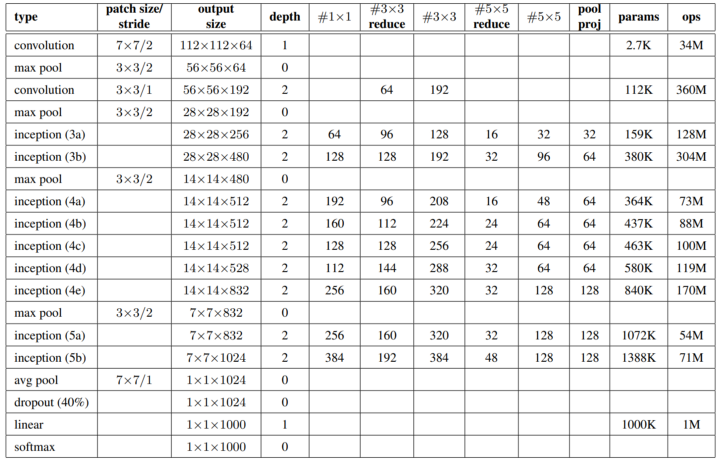 type patch size/ stride output size depth #1×1 #3×3 reduce #3×3 #5×5 reduce #5×5 pool proj params ops
convolution 7×7/2 112×112×64 1 2.7K 34M
max pool 3×3/2 56×56×64 0
convolution 3×3/1 56×56×192 2 64 192 112K 360M
max pool 3×3/2 28×28×192 0
inception (3a) 28×28×256 2 64 96 128 16 32 32 159K 128M
inception (3b) 28×28×480 2 128 128 192 32 96 64 380K 304M
max pool 3×3/2 14×14×480 0
inception (4a) 14×14×512 2 192 96 208 16 48 64 364K 73M
inception (4b) 14×14×512 2 160 112 224 24 64 64 437K 88M
inception (4c) 14×14×512 2 128 128 256 24 64 64 463K 100M
inception (4d) 14×14×528 2 112 144 288 32 64 64 580K 119M
inception (4e) 14×14×832 2 256 160 320 32 128 128 840K 170M
max pool 3×3/2 7×7×832 0
inception (5a) 7×7×832 2 256 160 320 32 128 128 1072K 54M
inception (5b) 7×7×1024 2 384 192 384 48 128 128 1388K 71M
avg pool 7×7/1 1×1×1024 0
dropout (40%) 1×1×1024 0
linear 1×1×1000 1 1000K 1M
softmax 1×1×1000 0